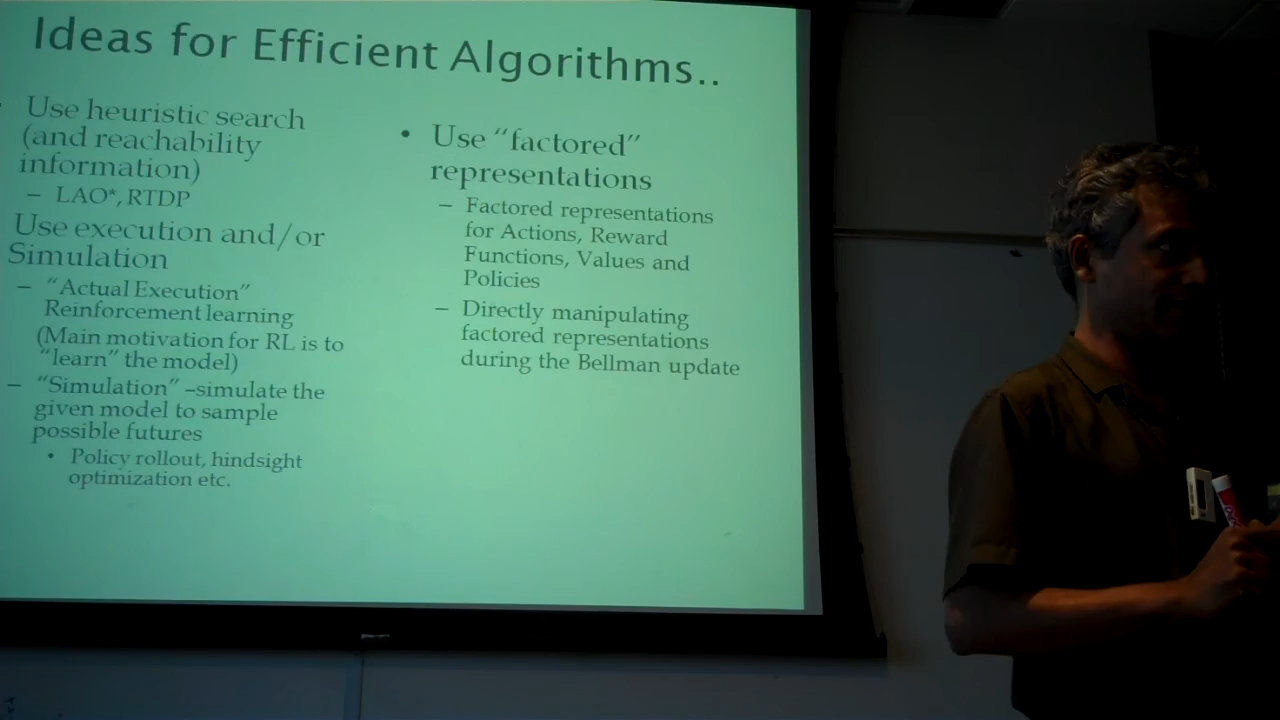 Ideas for Efficient Algorithms..
Use heuristic search
(and reachability
information)
– LAO*, RTDP
Use execution and/or
Simulation
– “Actual Execution”
Reinforcement learning
(Main motivation for RL is to
“learn” the model)
– “Simulation” –simulate the
given model to sample
possible futures
• Policy rollout, hindsight
optimization etc.
• Use “factored”
representations
– Factored representations
for Actions, Reward
Functions, Values and
Policies
– Directly manipulating
factored representations
during the Bellman update